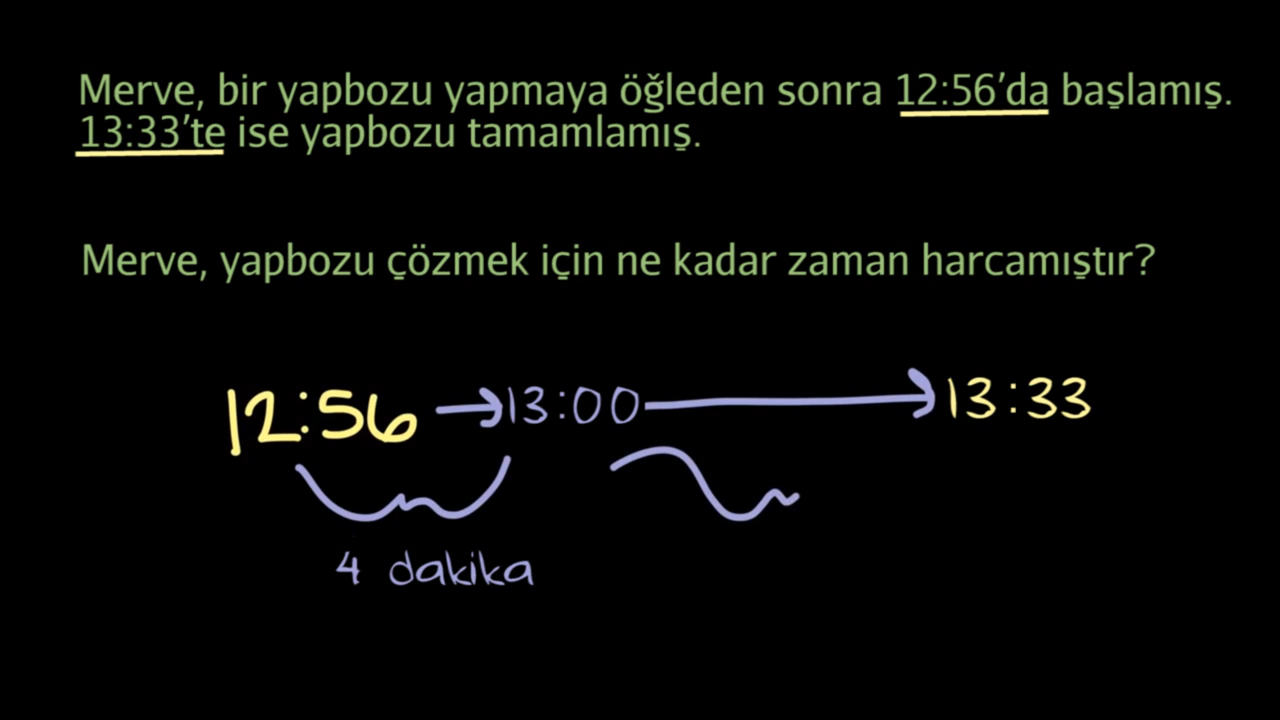 Merve, bir yapbozu yapmaya öğleden sonra 12:56'da başlamış.
13:33'te ise yapbozu tamamlamış.
Merve, yapbozu çözmek için ne kadar zaman harcamıştır?
12:56 → 13:00 → 13:33
4 dakika